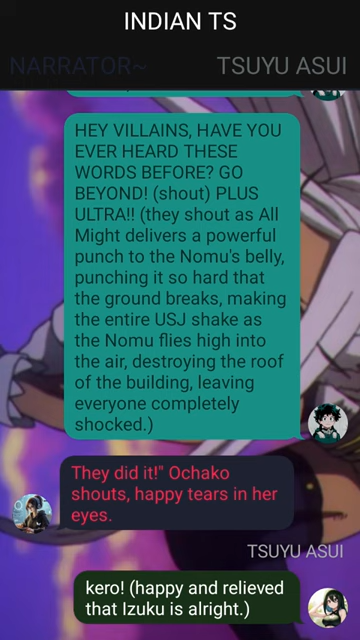 INDIAN TS
NARRATOR~ TSUYU ASUI
HEY VILLAINS, HAVE YOU
EVER HEARD THESE
WORDS BEFORE? GO
BEYOND! (shout) PLUS
ULTRA!! (they shout as All
Might delivers a powerful
punch to the Nomu's belly,
punching it so hard that
the ground breaks, making
the entire USJ shake as
the Nomu flies high into
the air, destroying the roof
of the building, leaving
everyone completely
shocked.)
They did it!" Ochako
shouts, happy tears in her
eyes.
TSUYU ASUI
kero! (happy and relieved
that Izuku is alright.)